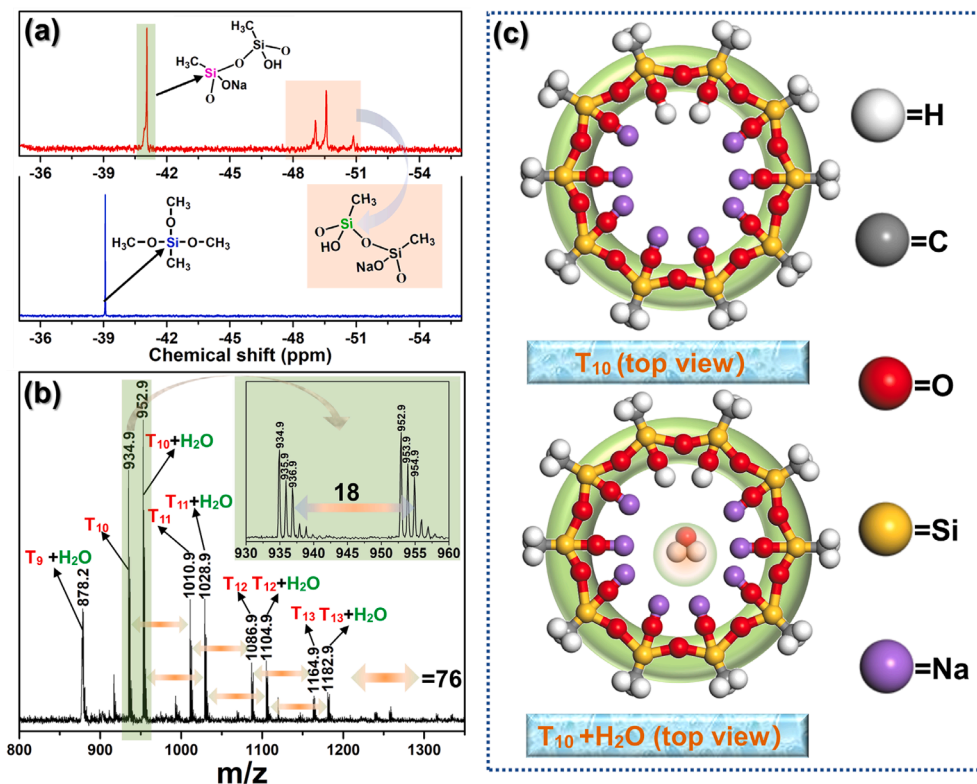 (a)
CH₃
H₃C
Si
O
Si
O
OH
ONa
O
-36 -39 -42 -45 -48 -51 -54
CH₃
O
H₃C—O—Si—O—CH₃
O
CH₃
CH₃
O
Si
HO
O
CH₃
Si
NaO
O
O
-36 -39 -42 -45 -48 -51 -54
Chemical shift (ppm)
(b)
934.9
952.9
T₁₀+H₂O
T₁₀
T₁₁
T₁₁+H₂O
T₉ +H₂O
878.2
1010.9
1028.9
T₁₂ T₁₂+H₂O
1086.9
1104.9
T₁₃ T₁₃+H₂O
1164.9
1182.9
=76
934.9
935.9
936.9
952.9
953.9
954.9
18
930 935 940 945 950 955 960
800 900 1000 1100 1200 1300
m/z
(c)
T₁₀ (top view)
T₁₀ +H₂O (top view)
=H
=C
=O
=Si
=Na